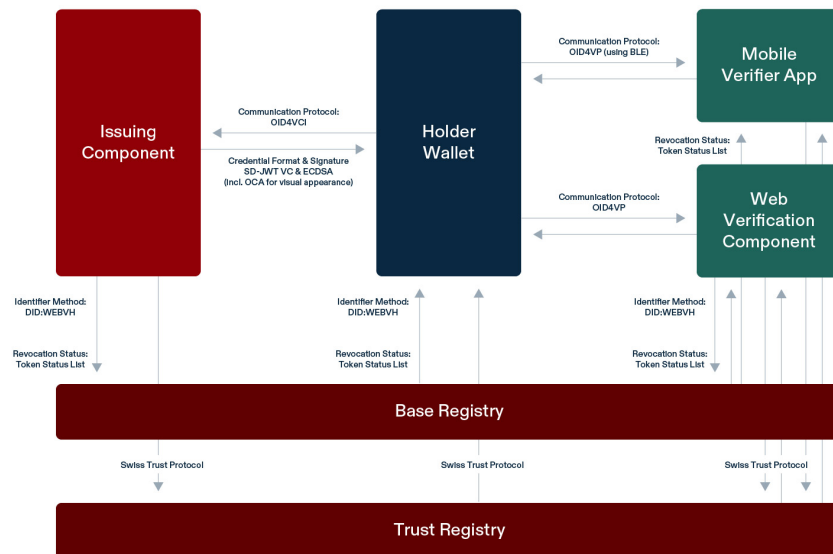 Issuing
Component
Communication Protocol:
OID4VCI
Credential Format & Signature
SD-JWT VC & ECDSA
(Incl. OCA for visual appearance)
Holder
Wallet
Communication Protocol:
OID4VP (using BLE)
Mobile
Verifier App
Revocation Status:
Token Status List
Communication Protocol:
OID4VP
Web
Verification
Component
Identifier Method:
DID:WEBVH
Revocation Status:
Token Status List
Identifier Method:
DID:WEBVH
Revocation Status:
Token Status List
Identifier Method:
DID:WEBVH
Revocation Status:
Token Status List
Base Registry
Swiss Trust Protocol
Swiss Trust Protocol
Swiss Trust Protocol
Trust Registry